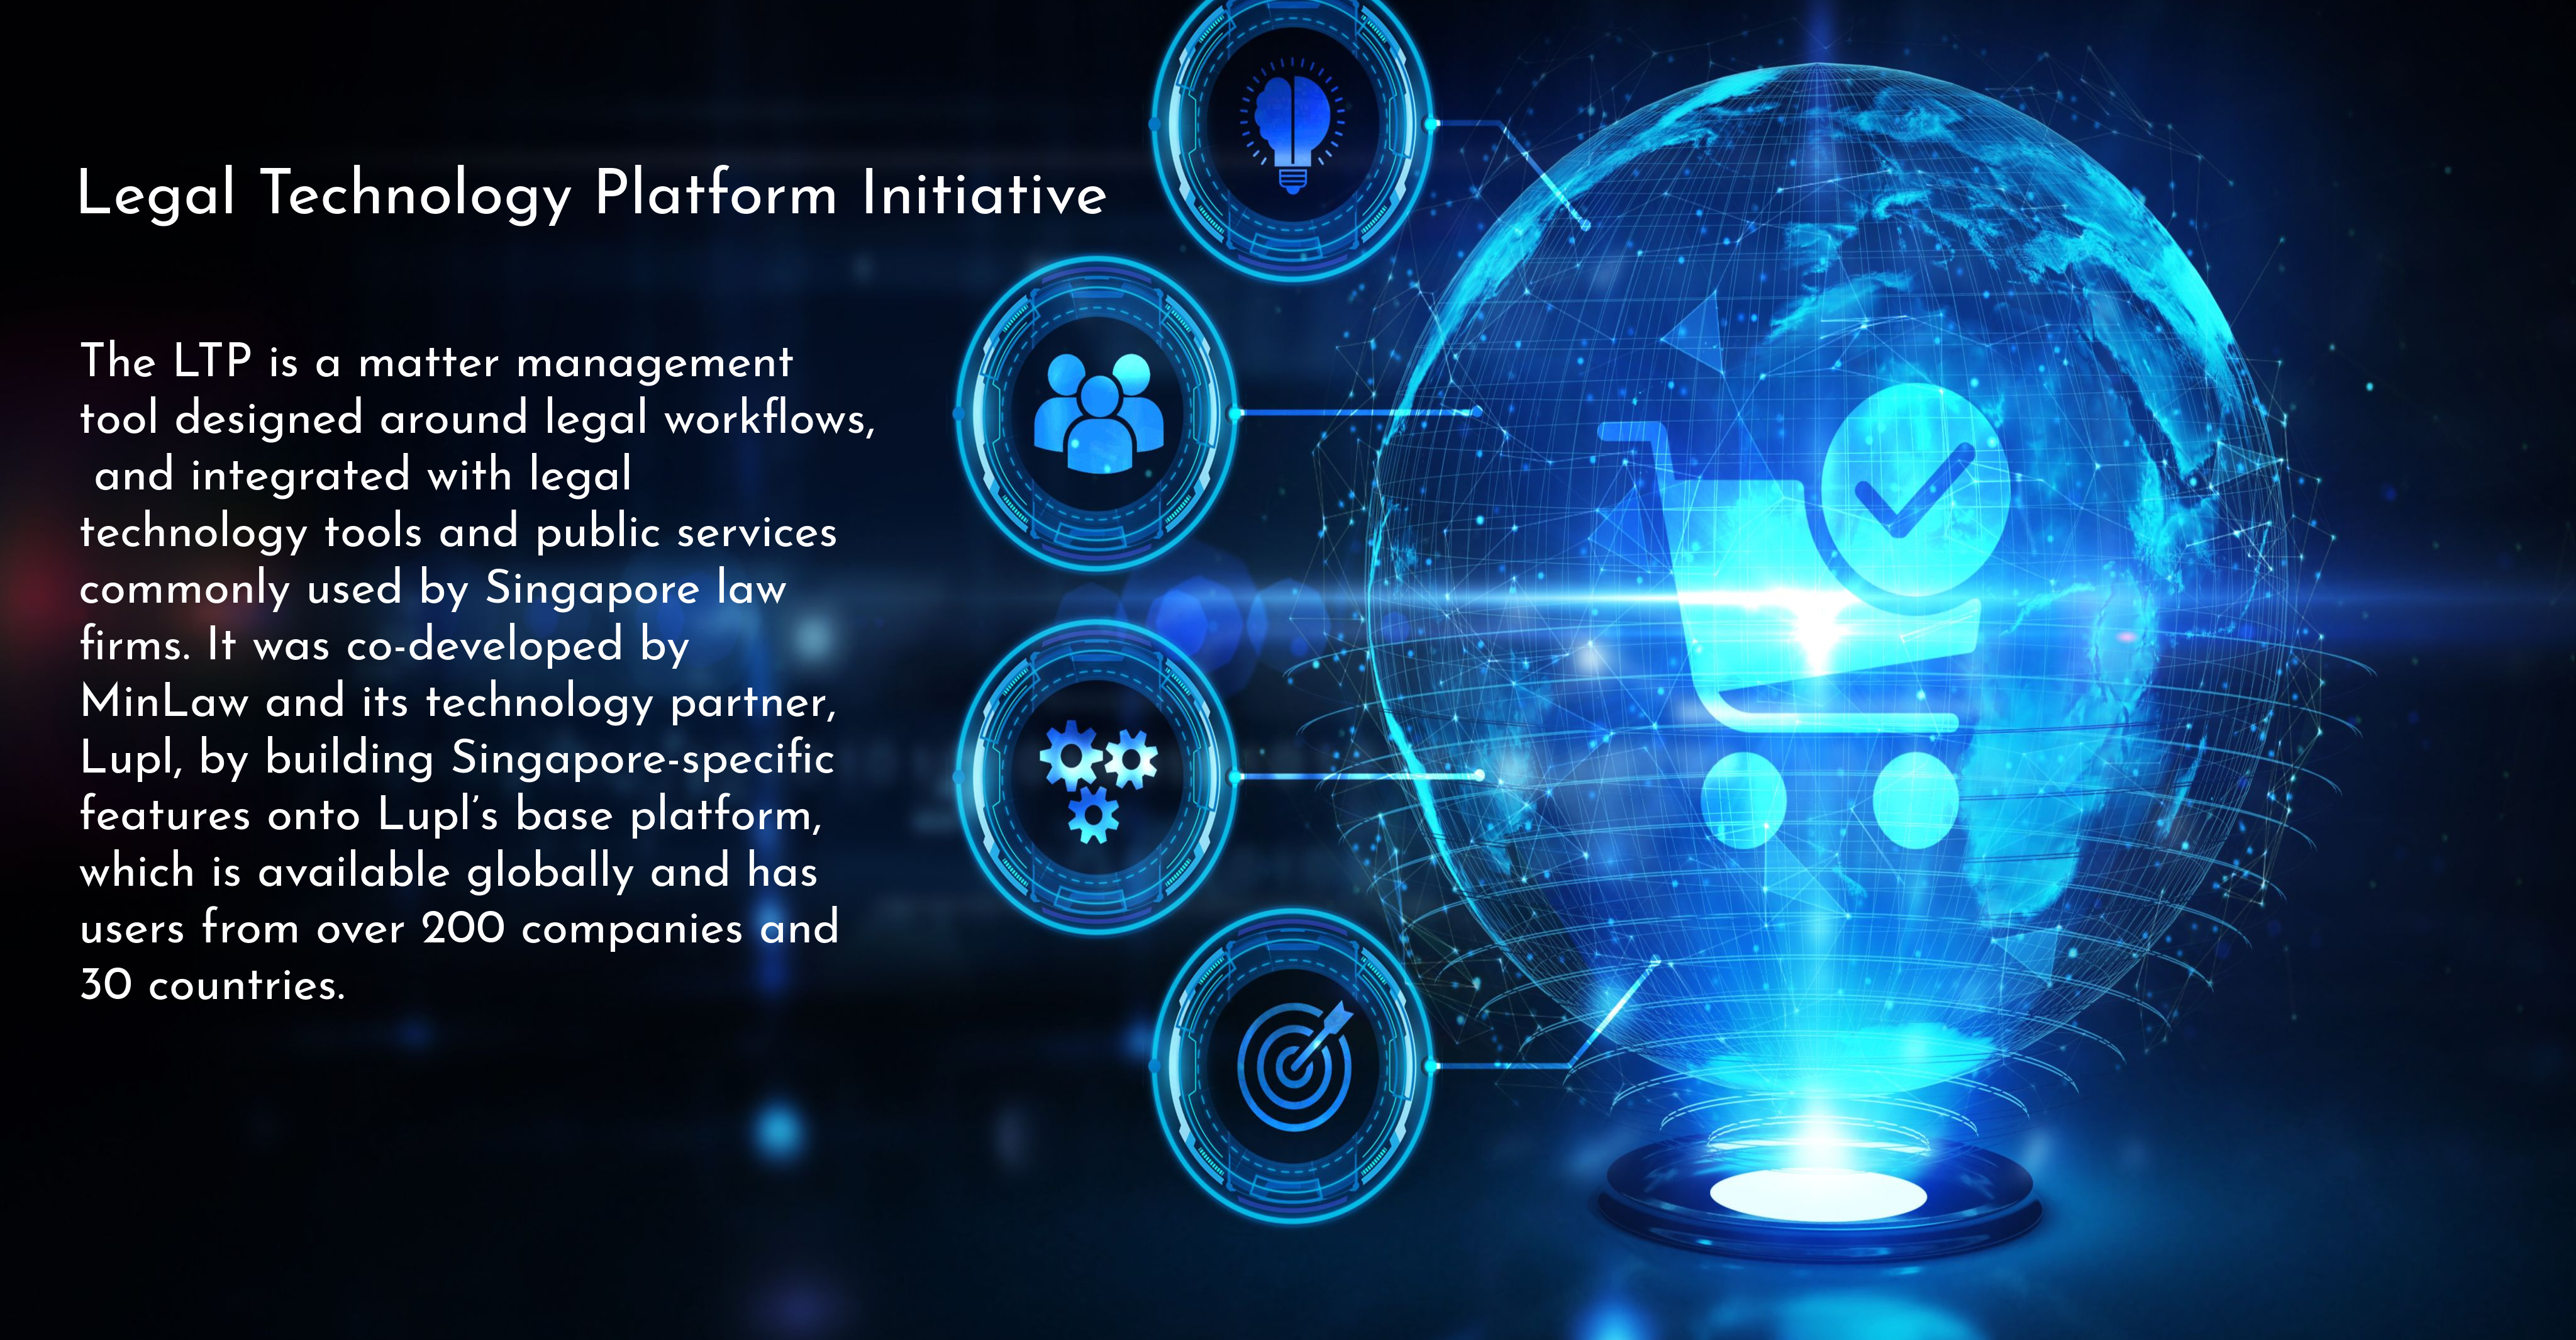 Legal Technology Platform Initiative
The LTP is a matter management
tool designed around legal workflows,
and integrated with legal
technology tools and public services
commonly used by Singapore law
firms. It was co-developed by
MinLaw and its technology partner,
Lupl, by building Singapore-specific
features onto Lupl’s base platform,
which is available globally and has
users from over 200 companies and
30 countries.